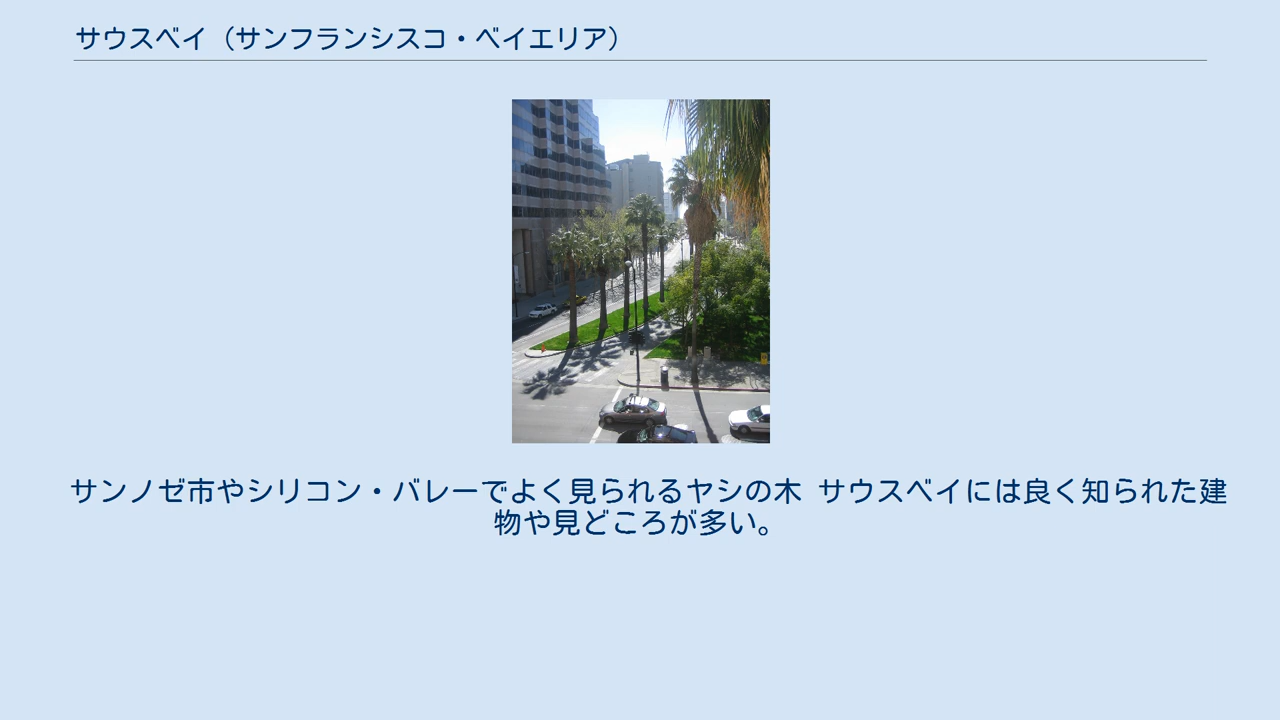 サウスベイ（サンフランシスコ・ベイエリア）
サンノゼ市やシリコン・バレーでよく見られるヤシの木 サウスベイには良く知られた建
物や見どころが多い。